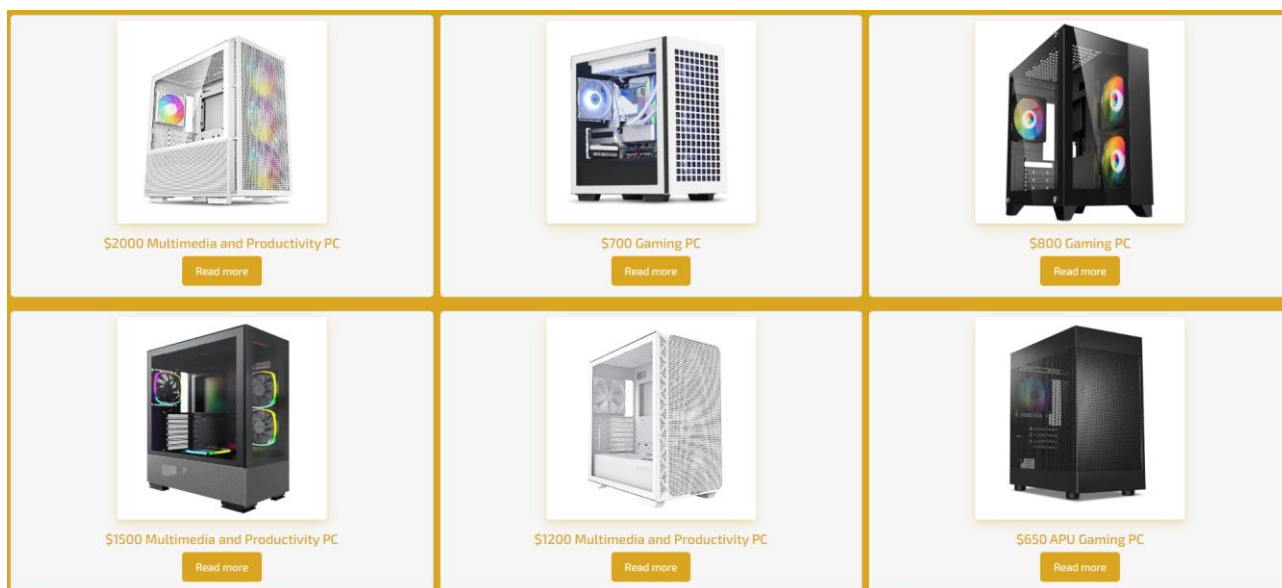 $2000 Multimedia and Productivity PC
Read more
$700 Gaming PC
Read more
$800 Gaming PC
Read more
$1500 Multimedia and Productivity PC
Read more
$1200 Multimedia and Productivity PC
Read more
$650 APU Gaming PC
Read more